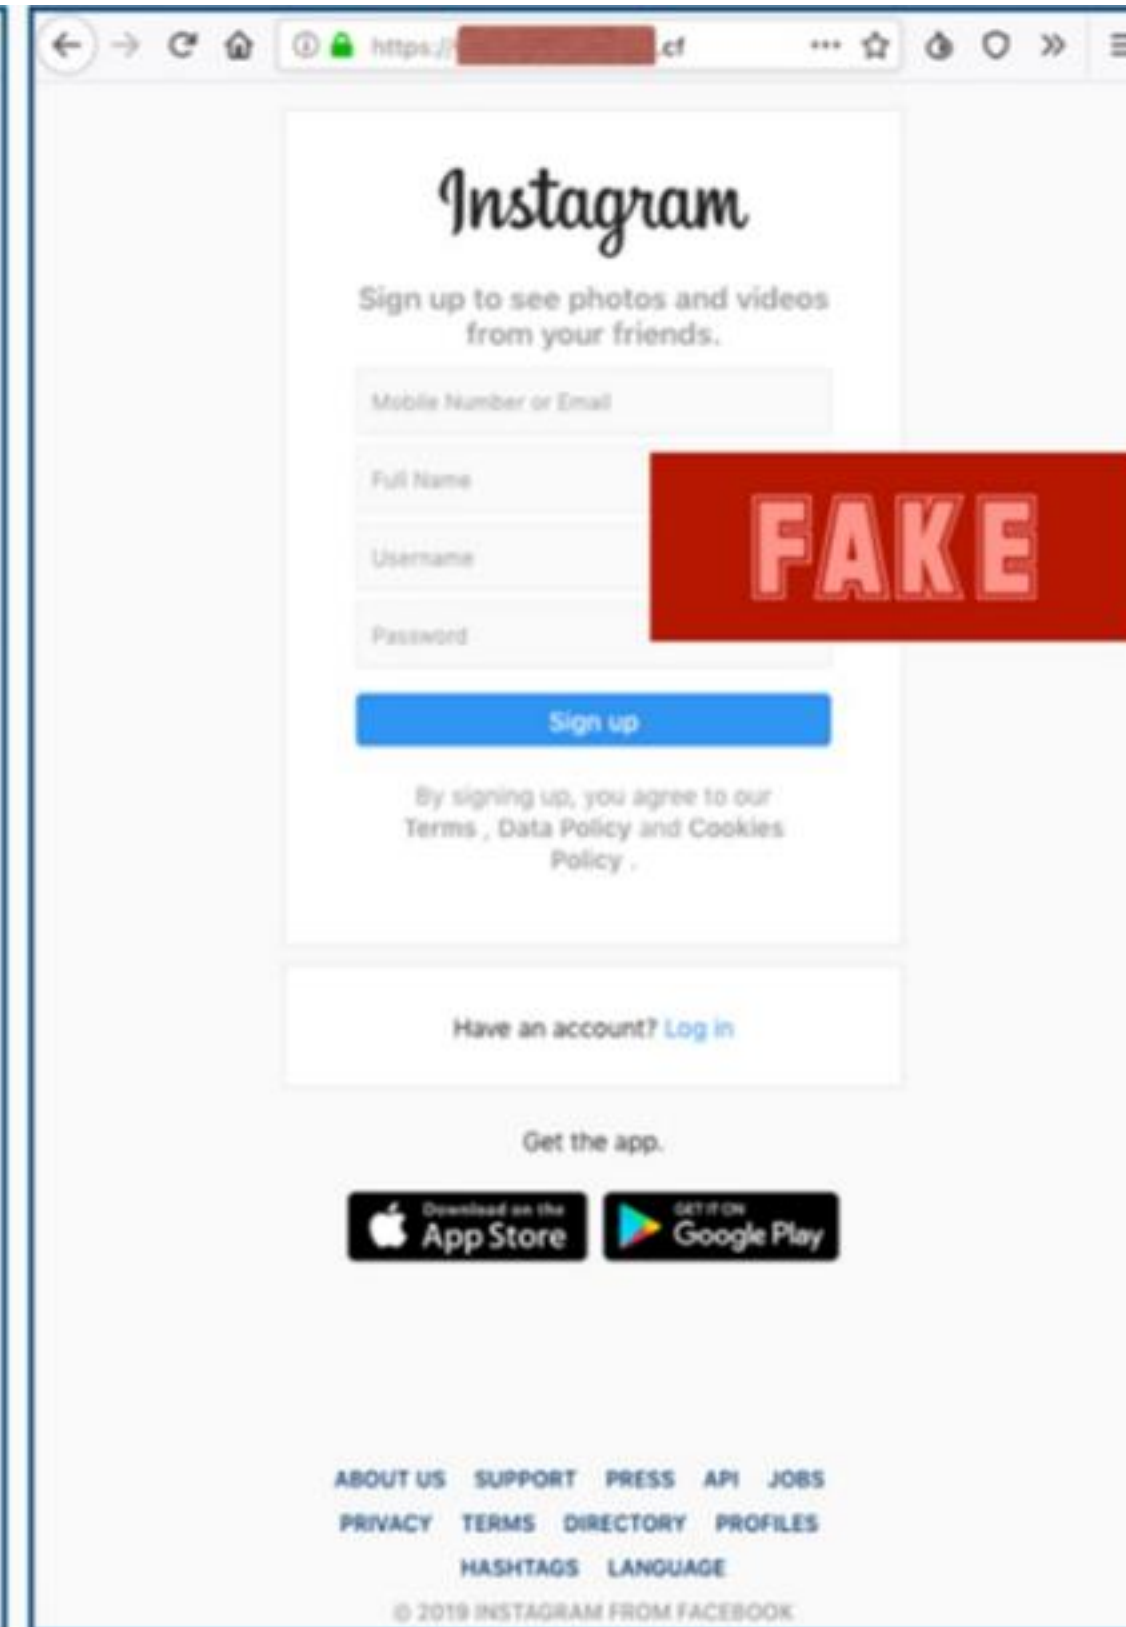 https:// .cf
Instagram
Sign up to see photos and videos
from your friends.
Mobile Number or Email
Full Name
FAKE
Username
Password
Sign up
By signing up, you agree to our
Terms , Data Policy and Cookies
Policy .
Have an account? Log in
Get the app.
Download on the
App Store
GET IT ON
Google Play
ABOUT US SUPPORT PRESS API JOBS
PRIVACY TERMS DIRECTORY PROFILES
HASHTAGS LANGUAGE
© 2019 INSTAGRAM FROM FACEBOOK